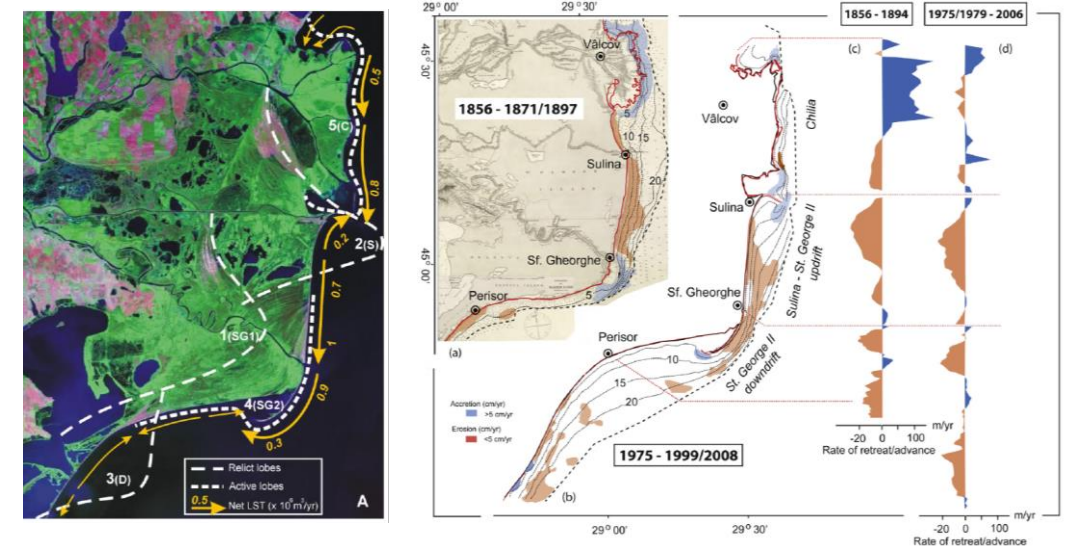 0.5
5(C)
0.8
0.2
2(S)
0.7
1(SG1)
1
0.9
4(SG2)
0.3
3(D)
Relict lobes
Active lobes
0.5 Net LST (x 10⁵ m³/yr)
A
29° 00'
29° 30'
45° 30'
45° 00'
Vâlcov
1856 - 1871/1897
5
10 15
Sulina
20
Sf. Gheorghe
5
Perisor
(a)
Vâlcov
Chilia
Sulina
Sulina - St. George II
updrift
Sf. Gheorghe
Perisor
10
St. George II
downdrift
15
20
Accretion (cm/yr)
>5 cm/yr
Erosion (cm/yr)
<5 cm/yr
1975 - 1999/2008
(b)
29° 00'
29° 30'
1856 - 1894
1975/1979 - 2006
(c)
(d)
m/yr
-20 0 100
Rate of retreat/advance
m/yr
-20 0 100
Rate of retreat/advance